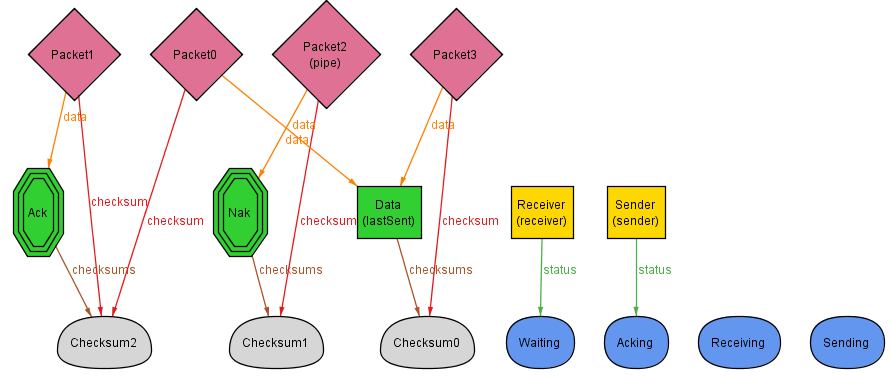 Packet1
Packet0
Packet2
(pipe)
Packet3
data
data
data
data
Ack
Nak
Data
(lastSent)
Receiver
(receiver)
Sender
(sender)
checksum
checksum
checksum
checksum
checksums
checksums
checksums
status
status
Checksum2
Checksum1
Checksum0
Waiting
Acking
Receiving
Sending